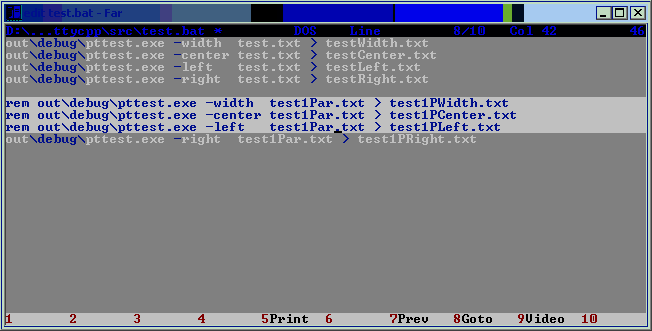 edit test.bat - Far
D:\...ttycpp\src\test.bat * DOS Line 8/10 Col 42 46
out\debug\pttest.exe -width test.txt > testWidth.txt
out\debug\pttest.exe -center test.txt > testCenter.txt
out\debug\pttest.exe -left test.txt > testLeft.txt
out\debug\pttest.exe -right test.txt > testRight.txt
rem out\debug\pttest.exe -width test1Par.txt > test1PWidth.txt
rem out\debug\pttest.exe -center test1Par.txt > test1PCenter.txt
rem out\debug\pttest.exe -left test1Par.txt > test1PLeft.txt
out\debug\pttest.exe -right test1Par.txt > test1PRight.txt
1 2 3 4 5Print 6 7Prev 8Goto 9Video 10